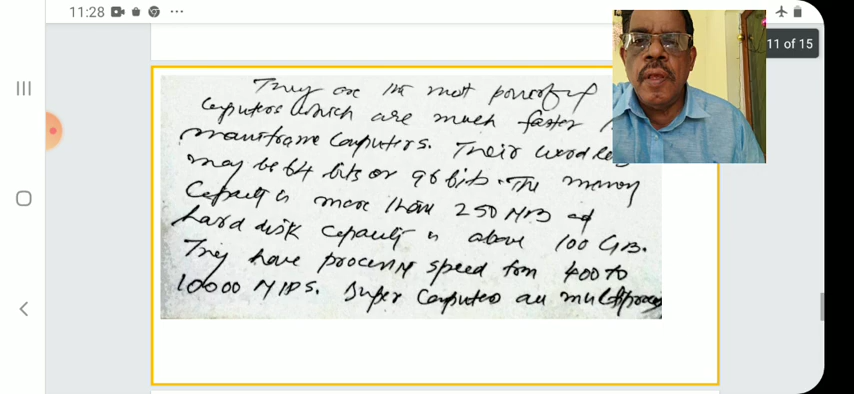 11:28
11 of 15
They are the most powerful
Computers which are much faster
mainframe Computers. Their word
may be 64 bits or 96 bits. The memory
Capacity is more than 250 MB and
hard disk capacity is above 100 GB.
They have processing speed from 400 to
10000 MIPS. Super Computers are multiprocess